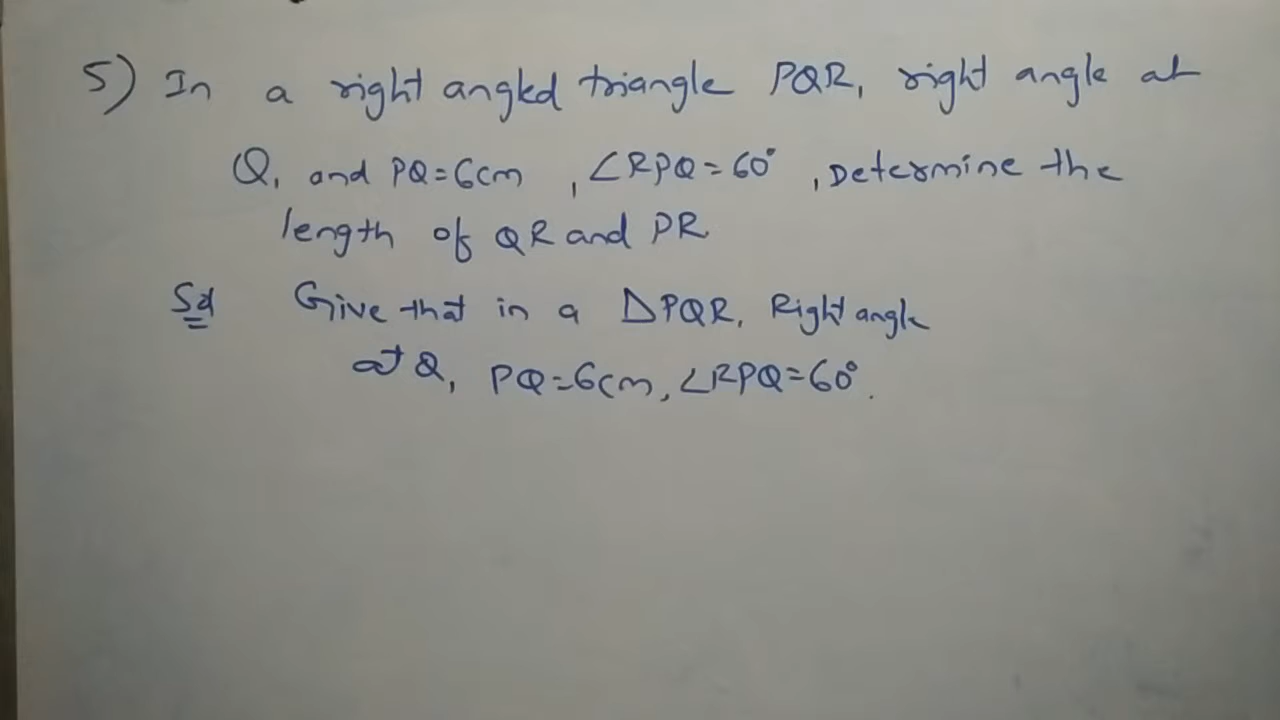 5) In a right angled triangle PQR, right angle at
Q, and PQ=6cm, ∠RPQ=60°, Determine the
length of QR and PR
Sol Give that in a ΔPQR, Right angle
at Q, PQ=6cm, ∠RPQ=60°.